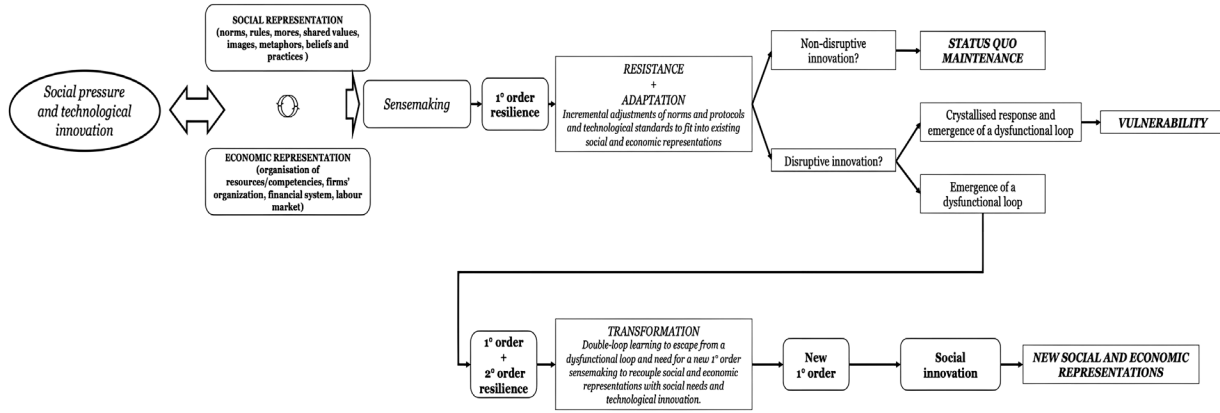 SOCIAL REPRESENTATION
(norms, rules, mores, shared values,
images, metaphors, beliefs and
practices )
Social pressure
and technological
innovation
ECONOMIC REPRESENTATION
(organisation of
resources/competencies, firms'
organization, financial system, labour
market)
Sensemaking
1° order
resilience
RESISTANCE
+
ADAPTATION
Incremental adjustments of norms and protocols
and technological standards to fit into existing
social and economic representations
Non-disruptive
innovation?
STATUS QUO
MAINTENANCE
Disruptive innovation?
Crystallised response and
emergence of a dysfunctional loop
VULNERABILITY
Emergence of a
dysfunctional loop
1° order
+
2° order
resilience
TRANSFORMATION
Double-loop learning to escape from a
dysfunctional loop and need for a new 1° order
sensemaking to recouple social and economic
representations with social needs and
technological innovation.
New
1° order
Social
innovation
NEW SOCIAL AND ECONOMIC
REPRESENTATIONS